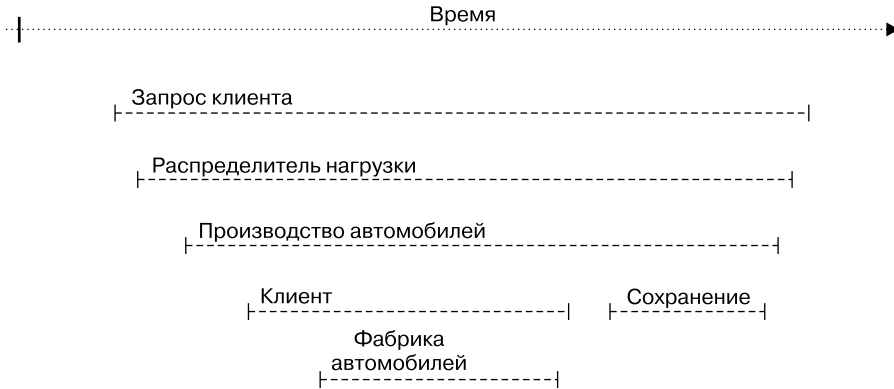 Время
Запрос клиента
Распределитель нагрузки
Производство автомобилей
Клиент
Сохранение
Фабрика
автомобилей